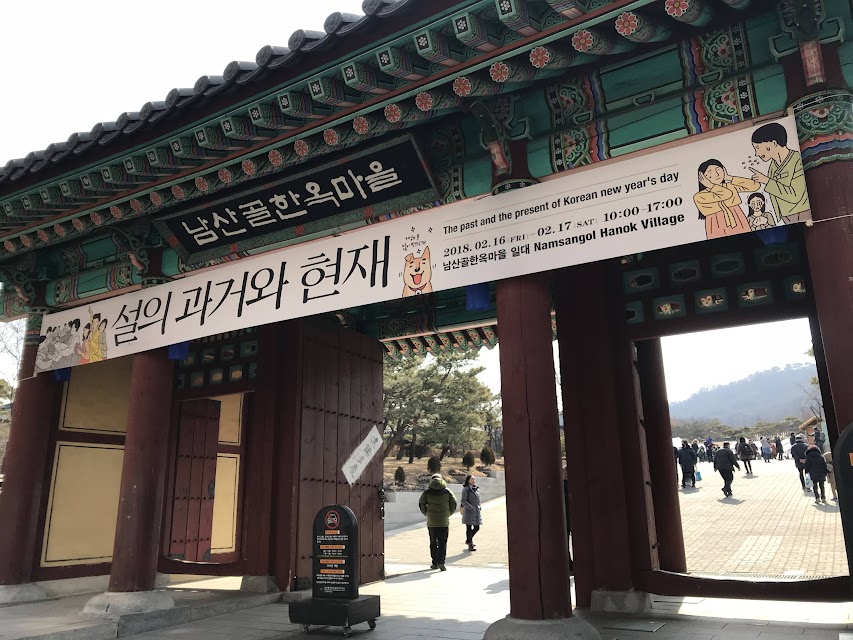 남산골한옥마을
설의 과거와 현재
The past and the present of Korean new year's day
2018. 02.16 (FRI) – 02.17 (SAT) 10:00-17:00
남산골한옥마을 일대 Namsangol Hanok Village